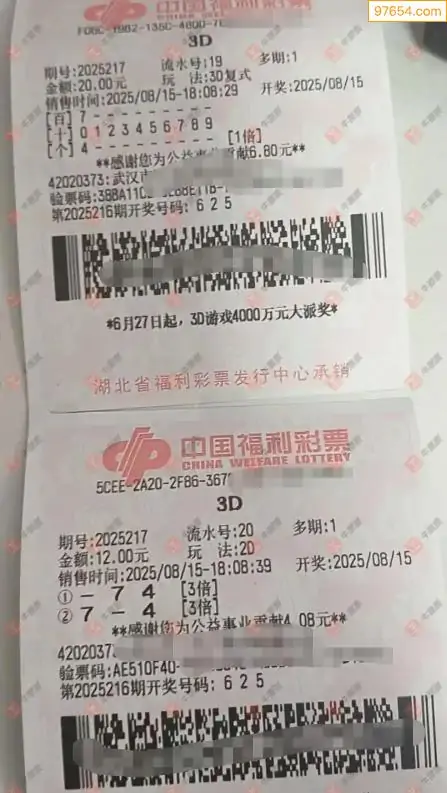 97654.com
中国福利彩票
CHINA WELFARE LOTTERY
3D
期号:2025217 流水号:19 多期:1
金额:20.00元 玩 法:3D复式
销售时间:2025/08/15-18:08:29 开奖:2025/08/15
[百] 7 - - - - - - - - -
[十] 0 1 2 3 4 5 6 7 8 9
[个] 4 - - - - - - - - - [1倍]
**感谢您为公益事业贡献6.80元**
42020373:武汉市
验票码:
第2025216期开奖号码: 6 2 5
*6月27日起，3D游戏4000万元大派奖*
湖北省福利彩票发行中心承销
中国福利彩票
CHINA WELFARE LOTTERY
5CEE-2A20-2F86-367
3D
期号:2025217 流水号:20 多期:1
金额:12.00元 玩 法:2D
销售时间:2025/08/15-18:08:39 开奖:2025/08/15
① - 7 4 [3倍]
② 7 - 4 [3倍]
**感谢您为公益事业贡献4.08元**
4202037
验票码:AE510F40-
第2025216期开奖号码: 6 2 5